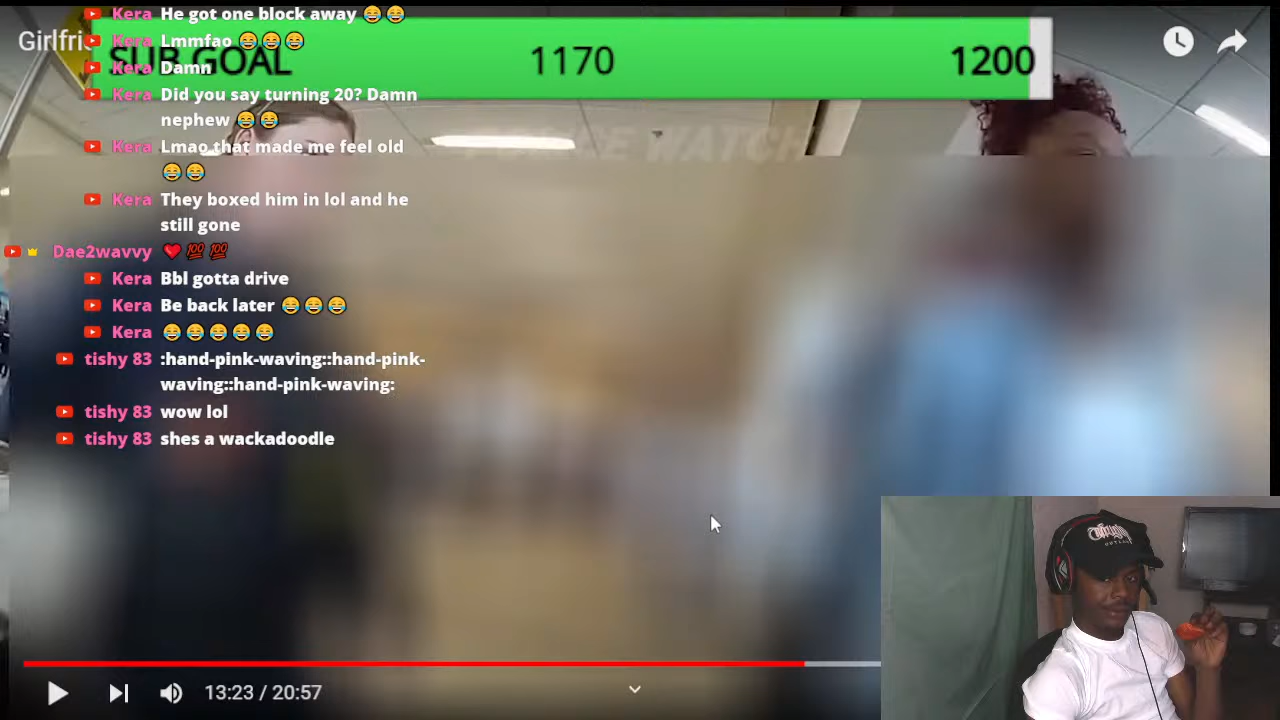 Kera He got one block away 😂😂
Girlfri
Kera Lmmfao 😂😂😂
SUB GOAL 1170 1200
Kera Damn
Kera Did you say turning 20? Damn
nephew 😂😂
Kera Lmao that made me feel old
😂😂
WATCH
Kera They boxed him in lol and he
still gone
Dae2wavvy ❤️💯💯
Kera Bbl gotta drive
Kera Be back later 😂😂😂
Kera 😂😂😂😂😂
tishy 83 :hand-pink-waving::hand-pink-
waving::hand-pink-waving:
tishy 83 wow lol
tishy 83 shes a wackadoodle
13:23 / 20:57